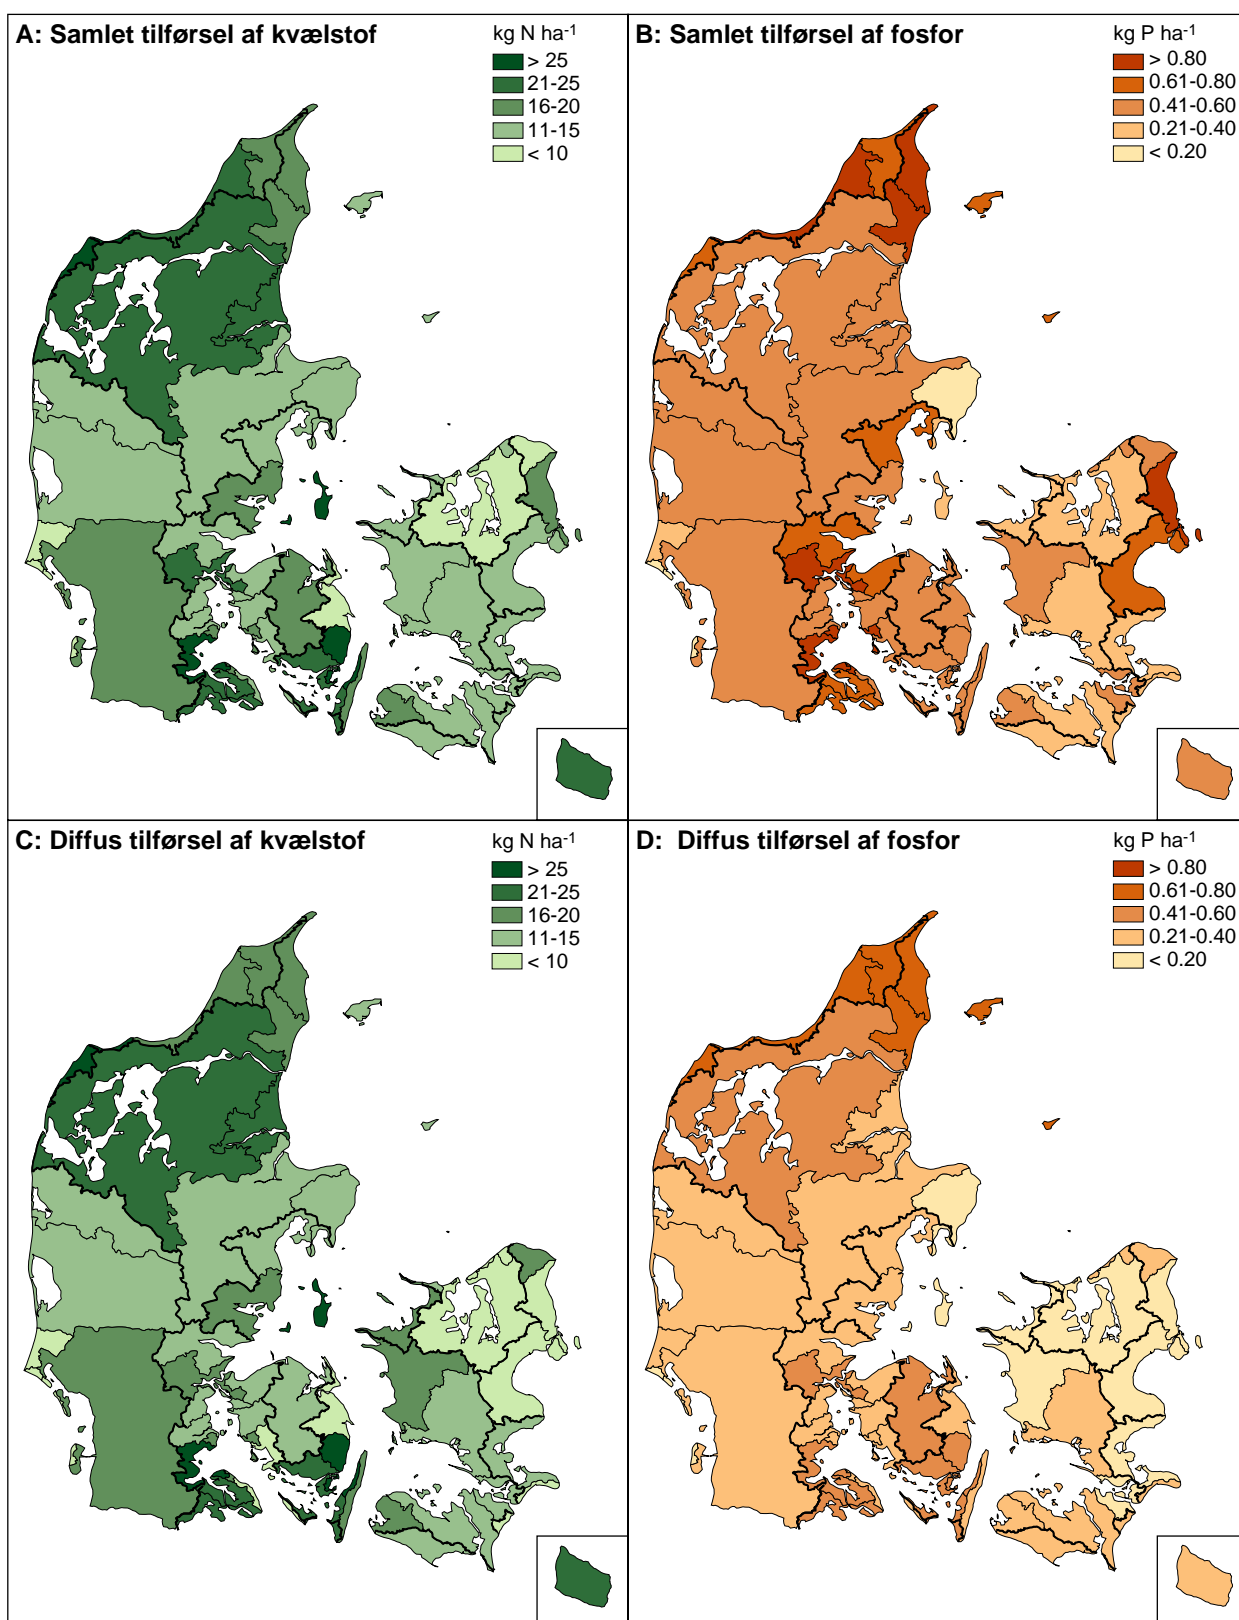 A: Samlet tilførsel af kvælstof
kg N ha-1
> 25
21-25
16-20
11-15
< 10
B: Samlet tilførsel af fosfor
kg P ha-1
> 0.80
0.61-0.80
0.41-0.60
0.21-0.40
< 0.20
C: Diffus tilførsel af kvælstof
kg N ha-1
> 25
21-25
16-20
11-15
< 10
D:  Diffus tilførsel af fosfor
kg P ha-1
> 0.80
0.61-0.80
0.41-0.60
0.21-0.40
< 0.20